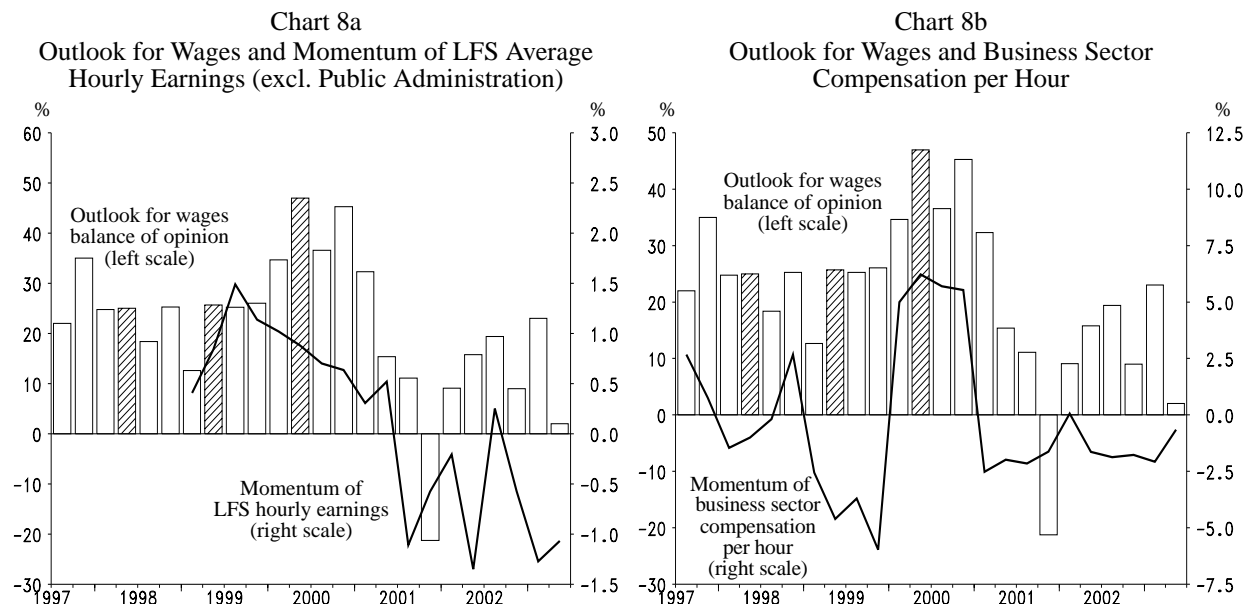 Chart 8a
Outlook for Wages and Momentum of LFS Average
Hourly Earnings (excl. Public Administration)
%
%
60
50
40
30
20
10
0
-10
-20
-30
3.0
2.5
2.0
1.5
1.0
0.5
0.0
-0.5
-1.0
-1.5
Outlook for wages
balance of opinion
(left scale)
Momentum of
LFS hourly earnings
(right scale)
1997 1998 1999 2000 2001 2002
Chart 8b
Outlook for Wages and Business Sector
Compensation per Hour
%
%
50
40
30
20
10
0
-10
-20
-30
12.5
10.0
7.5
5.0
2.5
0.0
-2.5
-5.0
-7.5
Outlook for wages
balance of opinion
(left scale)
Momentum of
business sector
compensation
per hour
(right scale)
1997 1998 1999 2000 2001 2002